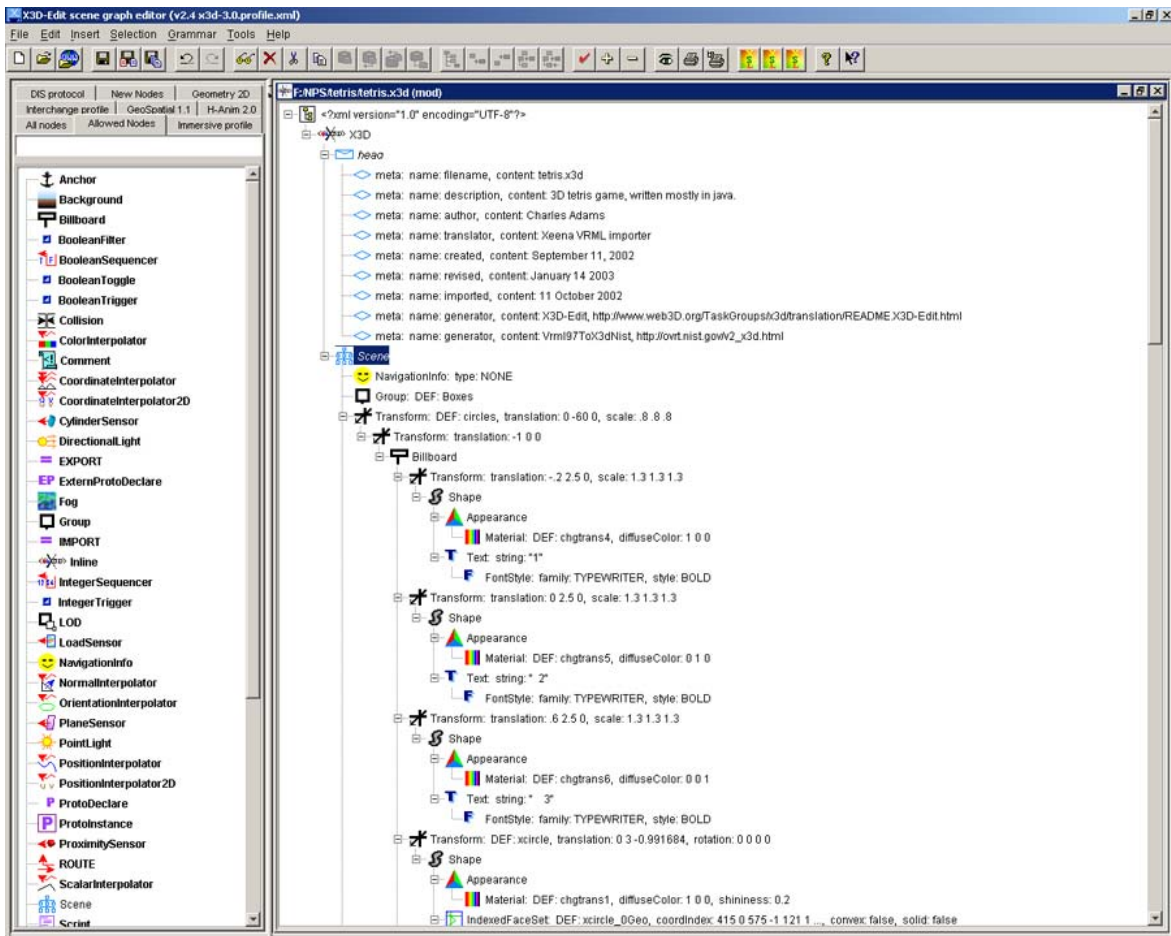 X3D-Edit scene graph editor (v2.4 x3d-3.0.profile.xml)
File Edit Insert Selection Grammar Tools Help
DIS protocol New Nodes Geometry 2D
Interchange profile GeoSpatial 1.1 H-Anim 2.0
All nodes Allowed Nodes Immersive profile
Anchor
Background
Billboard
BooleanFilter
BooleanSequencer
BooleanToggle
BooleanTrigger
Collision
ColorInterpolator
Comment
CoordinateInterpolator
CoordinateInterpolator2D
CylinderSensor
DirectionalLight
EXPORT
EP ExternProtoDeclare
Fog
Group
IMPORT
Inline
IntegerSequencer
IntegerTrigger
LOD
LoadSensor
NavigationInfo
NormalInterpolator
OrientationInterpolator
PlaneSensor
PointLight
PositionInterpolator
PositionInterpolator2D
P ProtoDeclare
P ProtoInstance
ProximitySensor
ROUTE
ScalarInterpolator
Scene
Script
F:/NPS/tetris/tetris.x3d (mod)
<?xml version="1.0" encoding="UTF-8"?>
X3D
head
meta: name: filename, content: tetris.x3d
meta: name: description, content: 3D tetris game, written mostly in java.
meta: name: author, content: Charles Adams
meta: name: translator, content: Xeena VRML importer
meta: name: created, content: September 11, 2002
meta: name: revised, content: January 14 2003
meta: name: imported, content: 11 October 2002
meta: name: generator, content: X3D-Edit, http://www.web3D.org/TaskGroups/x3d/translation/README.X3D-Edit.html
meta: name: generator, content: Vrml97ToX3dNist, http://ovrt.nist.gov/v2_x3d.html
Scene
NavigationInfo: type: NONE
Group: DEF: Boxes
Transform: DEF: circles, translation: 0 -60 0, scale: .8 .8 .8
Transform: translation: -1 0 0
Billboard
Transform: translation: -.2 2.5 0, scale: 1.3 1.3 1.3
Shape
Appearance
Material: DEF: chgtrans4, diffuseColor: 1 0 0
T Text: string: "1"
F FontStyle: family: TYPEWRITER, style: BOLD
Transform: translation: 0 2.5 0, scale: 1.3 1.3 1.3
Shape
Appearance
Material: DEF: chgtrans5, diffuseColor: 0 1 0
T Text: string: " 2"
F FontStyle: family: TYPEWRITER, style: BOLD
Transform: translation: .6 2.5 0, scale: 1.3 1.3 1.3
Shape
Appearance
Material: DEF: chgtrans6, diffuseColor: 0 0 1
T Text: string: " 3"
F FontStyle: family: TYPEWRITER, style: BOLD
Transform: DEF: xcircle, translation: 0 3 -0.991684, rotation: 0 0 0 0
Shape
Appearance
Material: DEF: chgtrans1, diffuseColor: 1 0 0, shininess: 0.2
IndexedFaceSet: DEF: xcircle_0Geo, coordIndex: 415 0 575 -1 121 1 ..., convex: false, solid: false